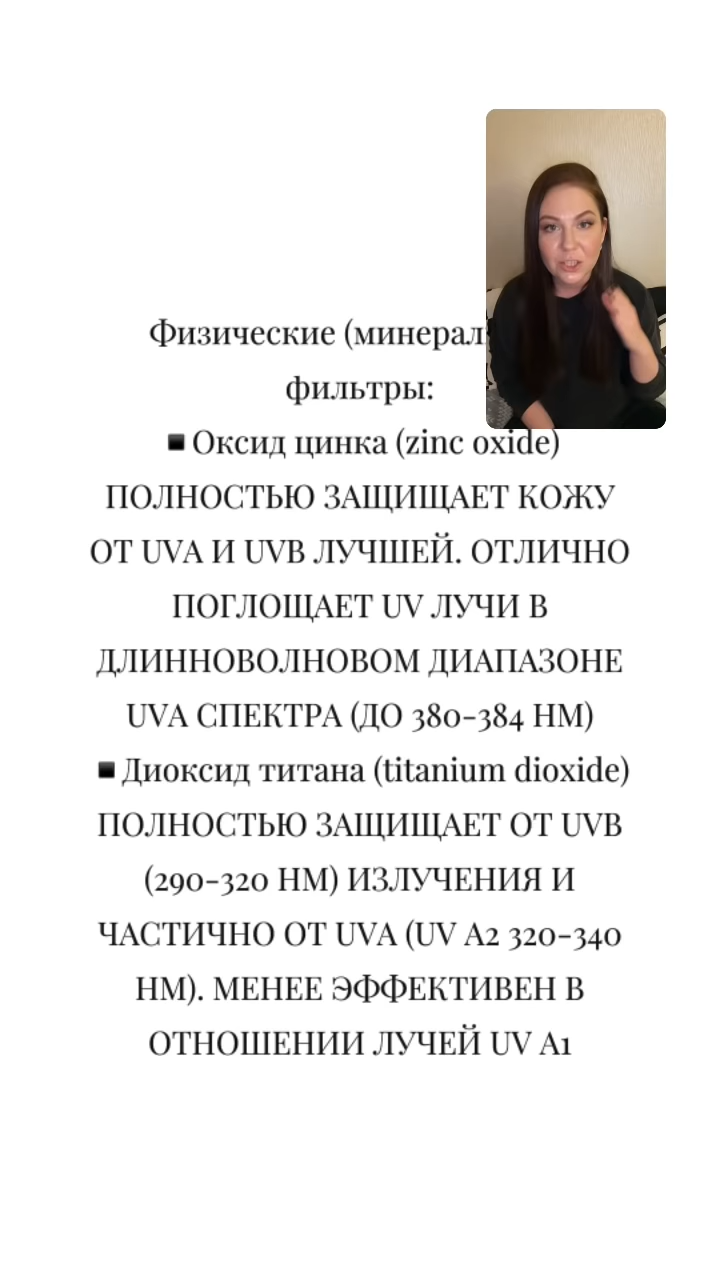 Физические (минерал
фильтры:
▪Оксид цинка (zinc oxide)
ПОЛНОСТЬЮ ЗАЩИЩАЕТ КОЖУ
ОТ UVA И UVB ЛУЧШЕЙ. ОТЛИЧНО
ПОГЛОЩАЕТ UV ЛУЧИ В
ДЛИННОВОЛНОВОМ ДИАПАЗОНЕ
UVA СПЕКТРА (ДО 380-384 НМ)
▪Диоксид титана (titanium dioxide)
ПОЛНОСТЬЮ ЗАЩИЩАЕТ ОТ UVB
(290-320 НМ) ИЗЛУЧЕНИЯ И
ЧАСТИЧНО ОТ UVA (UV A2 320-340
НМ). МЕНЕЕ ЭФФЕКТИВЕН В
ОТНОШЕНИИ ЛУЧЕЙ UV A1